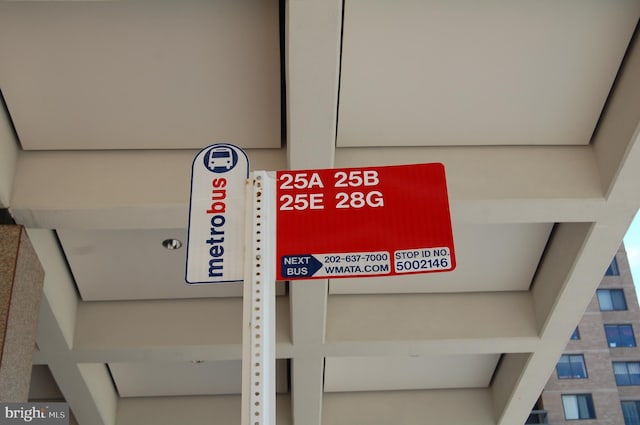 metrobus
25A 25B
25E 28G
NEXT BUS
202-637-7000
WMATA.COM
STOP ID NO.
5002146
bright MLS